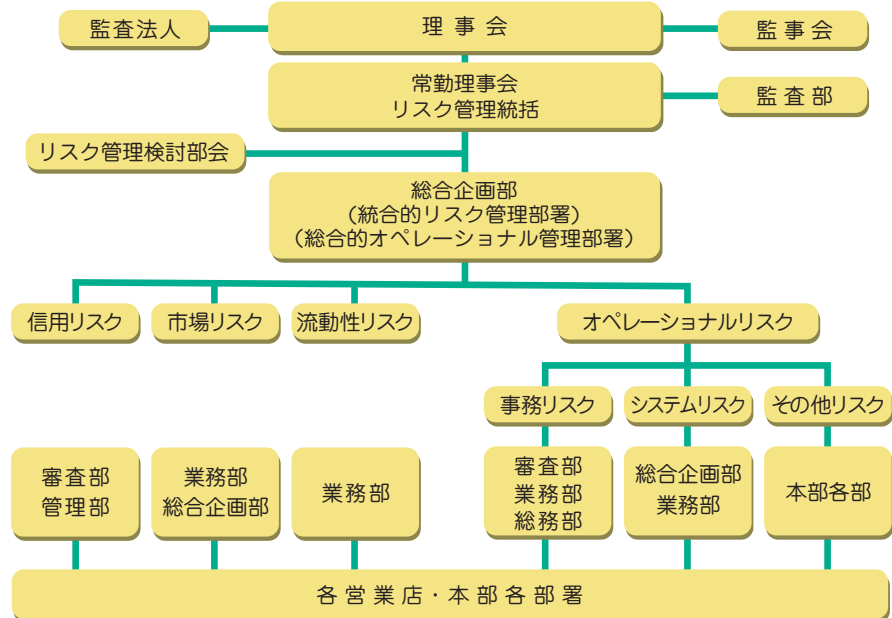 監査法人
理事会
監事会
常勤理事会
リスク管理統括
監査部
リスク管理検討部会
総合企画部
(統合的リスク管理部署)
(総合的オペレーショナル管理部署)
信用リスク
市場リスク
流動性リスク
オペレーショナルリスク
事務リスク
システムリスク
その他リスク
審査部
管理部
業務部
総合企画部
業務部
審査部
業務部
総務部
総合企画部
業務部
本部各部
各営業店・本部各部署